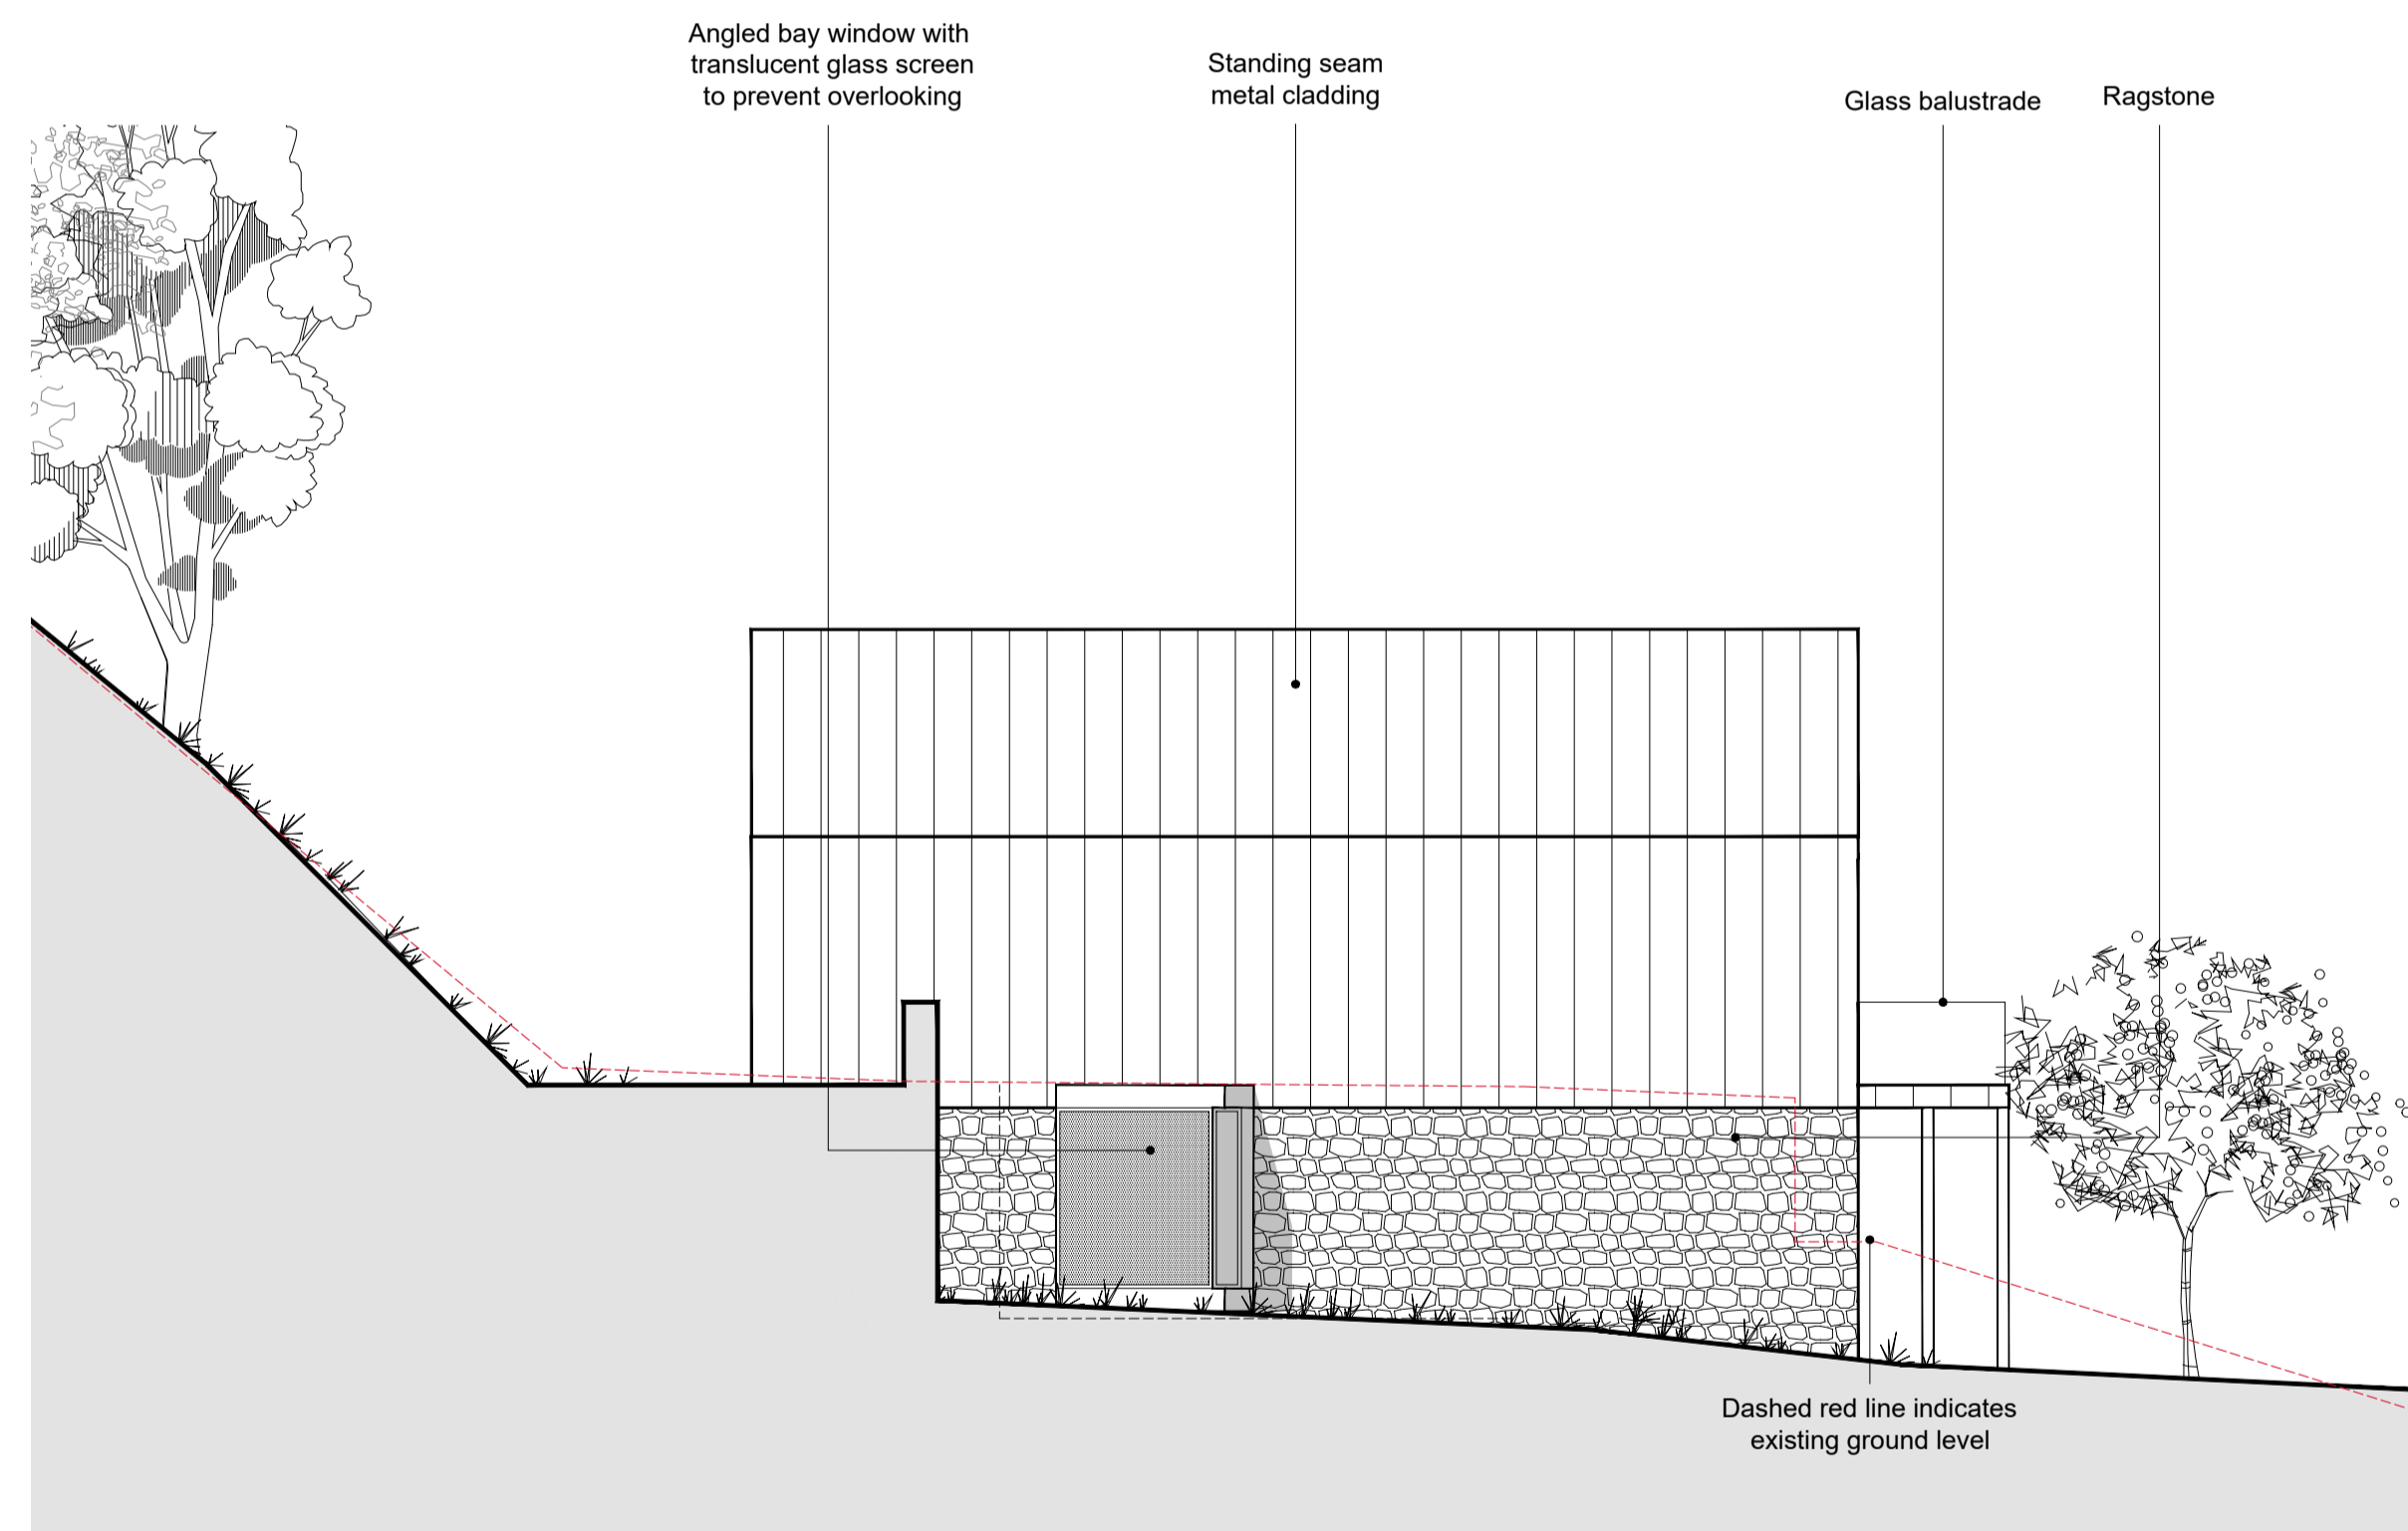 Angled bay window with
translucent glass screen
to prevent overlooking
Standing seam
metal cladding
Glass balustrade
Ragstone
Dashed red line indicates
existing ground level